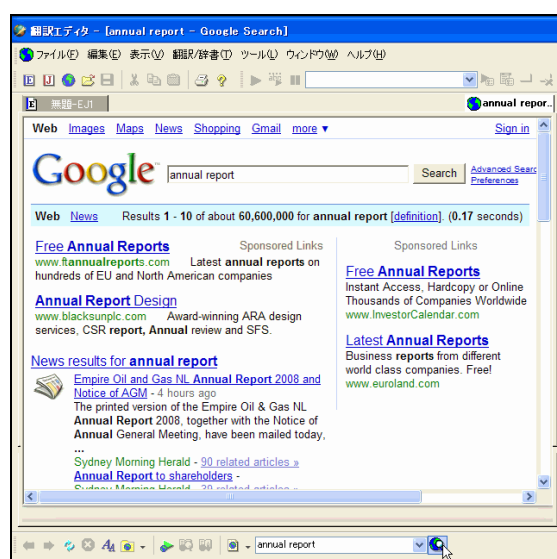 翻訳エディタ - [annual report - Google Search]
ファイル(F) 編集(E) 表示(V) 翻訳/辞書(T) ツール(L) ウィンドウ(W) ヘルプ(H)
E J
E 無題-EJ1 annual repor..
Web Images Maps News Shopping Gmail more ▼ Sign in
Google annual report Search Advanced Searc
Preferences
Web News Results 1 - 10 of about 60,600,000 for annual report [definition]. (0.17 seconds)
Free Annual Reports Sponsored Links
www.ftannualreports.com Latest annual reports on
hundreds of EU and North American companies
Annual Report Design
www.blacksunplc.com Award-winning ARA design
services, CSR report, Annual review and SFS.
News results for annual report
Empire Oil and Gas NL Annual Report 2008 and
Notice of AGM - 4 hours ago
The printed version of the Empire Oil & Gas NL
Annual Report 2008, together with the Notice of
Annual General Meeting, have been mailed today,
...
Sydney Morning Herald - 90 related articles »
Annual Report to shareholders -
Sydney Morning Herald - 39 related articles »
Sponsored Links
Free Annual Reports
Instant Access, Hardcopy or Online
Thousands of Companies Worldwide
www.InvestorCalendar.com
Latest Annual Reports
Business reports from different
world class companies. Free!
www.euroland.com
annual report